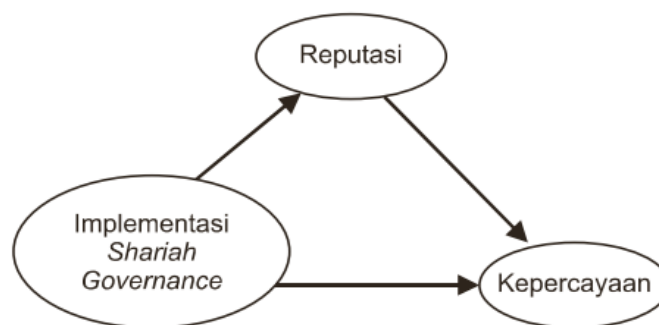 Reputasi
Implementasi
Shariah
Governance
Kepercayaan